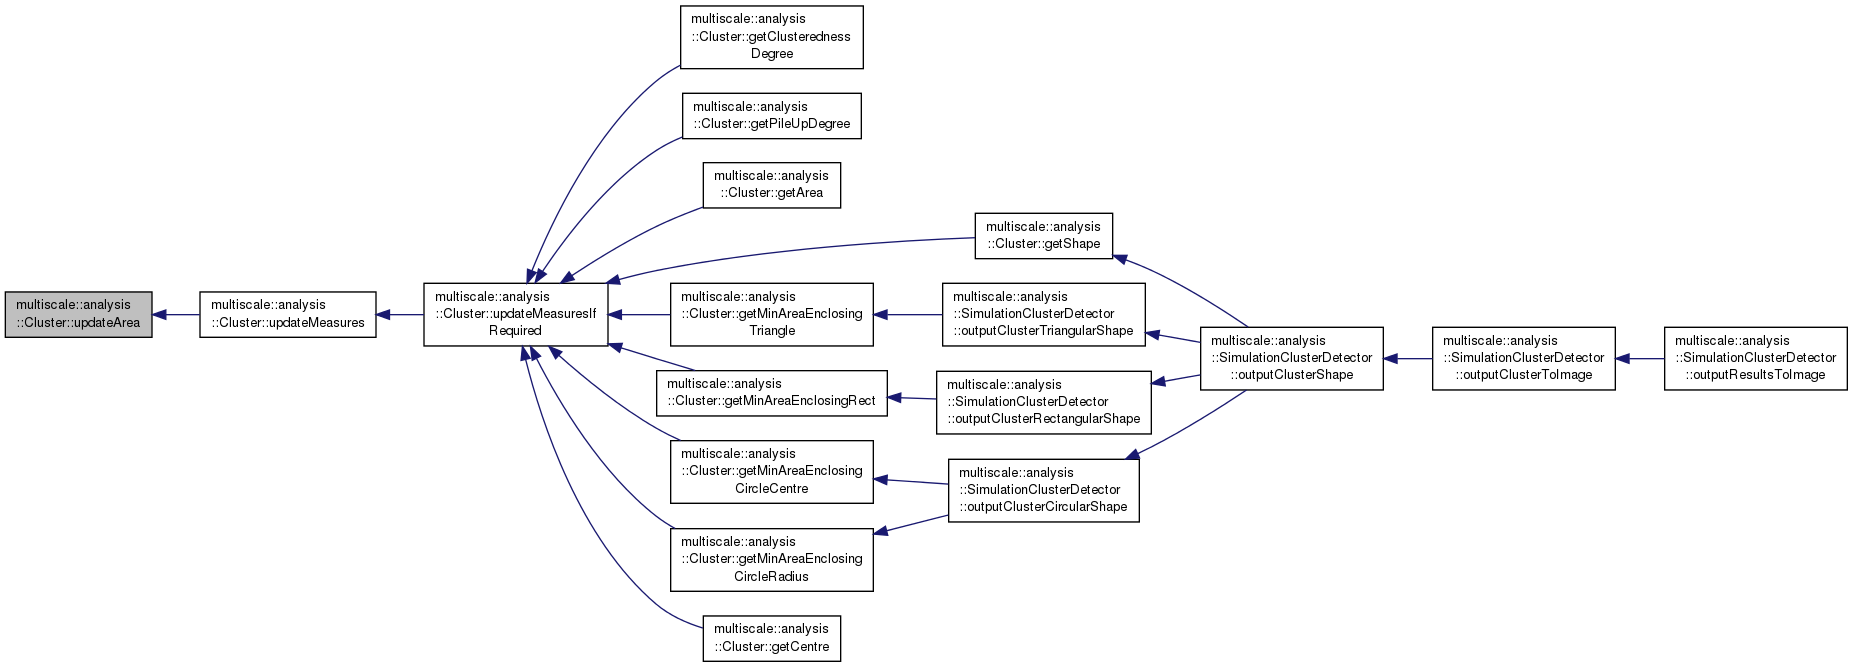 multiscale::analysis
::Cluster::getClusteredness
Degree
multiscale::analysis
::Cluster::getPileUpDegree
multiscale::analysis
::Cluster::getArea
multiscale::analysis
::Cluster::getShape
multiscale::analysis
::Cluster::updateArea
multiscale::analysis
::Cluster::updateMeasures
multiscale::analysis
::Cluster::updateMeasuresIf
Required
multiscale::analysis
::Cluster::getMinAreaEnclosing
Triangle
multiscale::analysis
::SimulationClusterDetector
::outputClusterTriangularShape
multiscale::analysis
::SimulationClusterDetector
::outputClusterShape
multiscale::analysis
::SimulationClusterDetector
::outputClusterToImage
multiscale::analysis
::SimulationClusterDetector
::outputResultsToImage
multiscale::analysis
::Cluster::getMinAreaEnclosingRect
multiscale::analysis
::SimulationClusterDetector
::outputClusterRectangularShape
multiscale::analysis
::Cluster::getMinAreaEnclosing
CircleCentre
multiscale::analysis
::SimulationClusterDetector
::outputClusterCircularShape
multiscale::analysis
::Cluster::getMinAreaEnclosing
CircleRadius
multiscale::analysis
::Cluster::getCentre